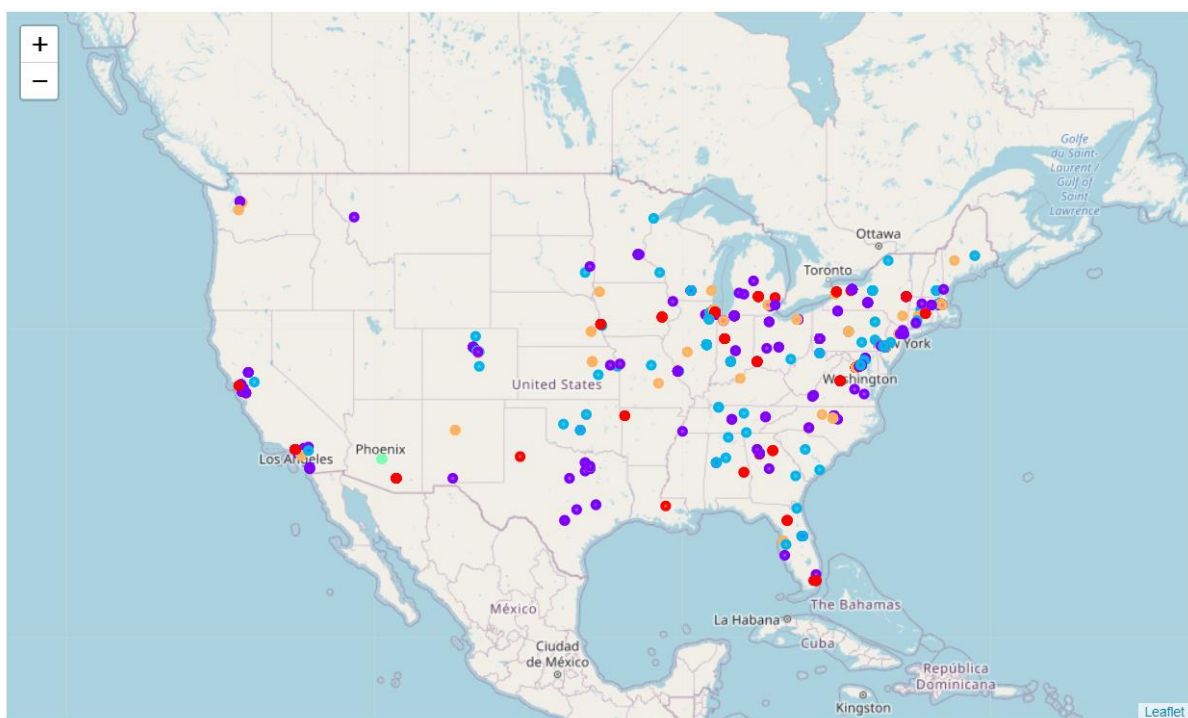 +
−
Golfe
du Saint-
Laurent /
Gulf of
Saint
Lawrence
Ottawa
Toronto
York
Washington
United States
Phoenix
Los Angeles
México
Ciudad
de México
La Habana
The Bahamas
Cuba
República
Dominicana
Kingston
Leaflet